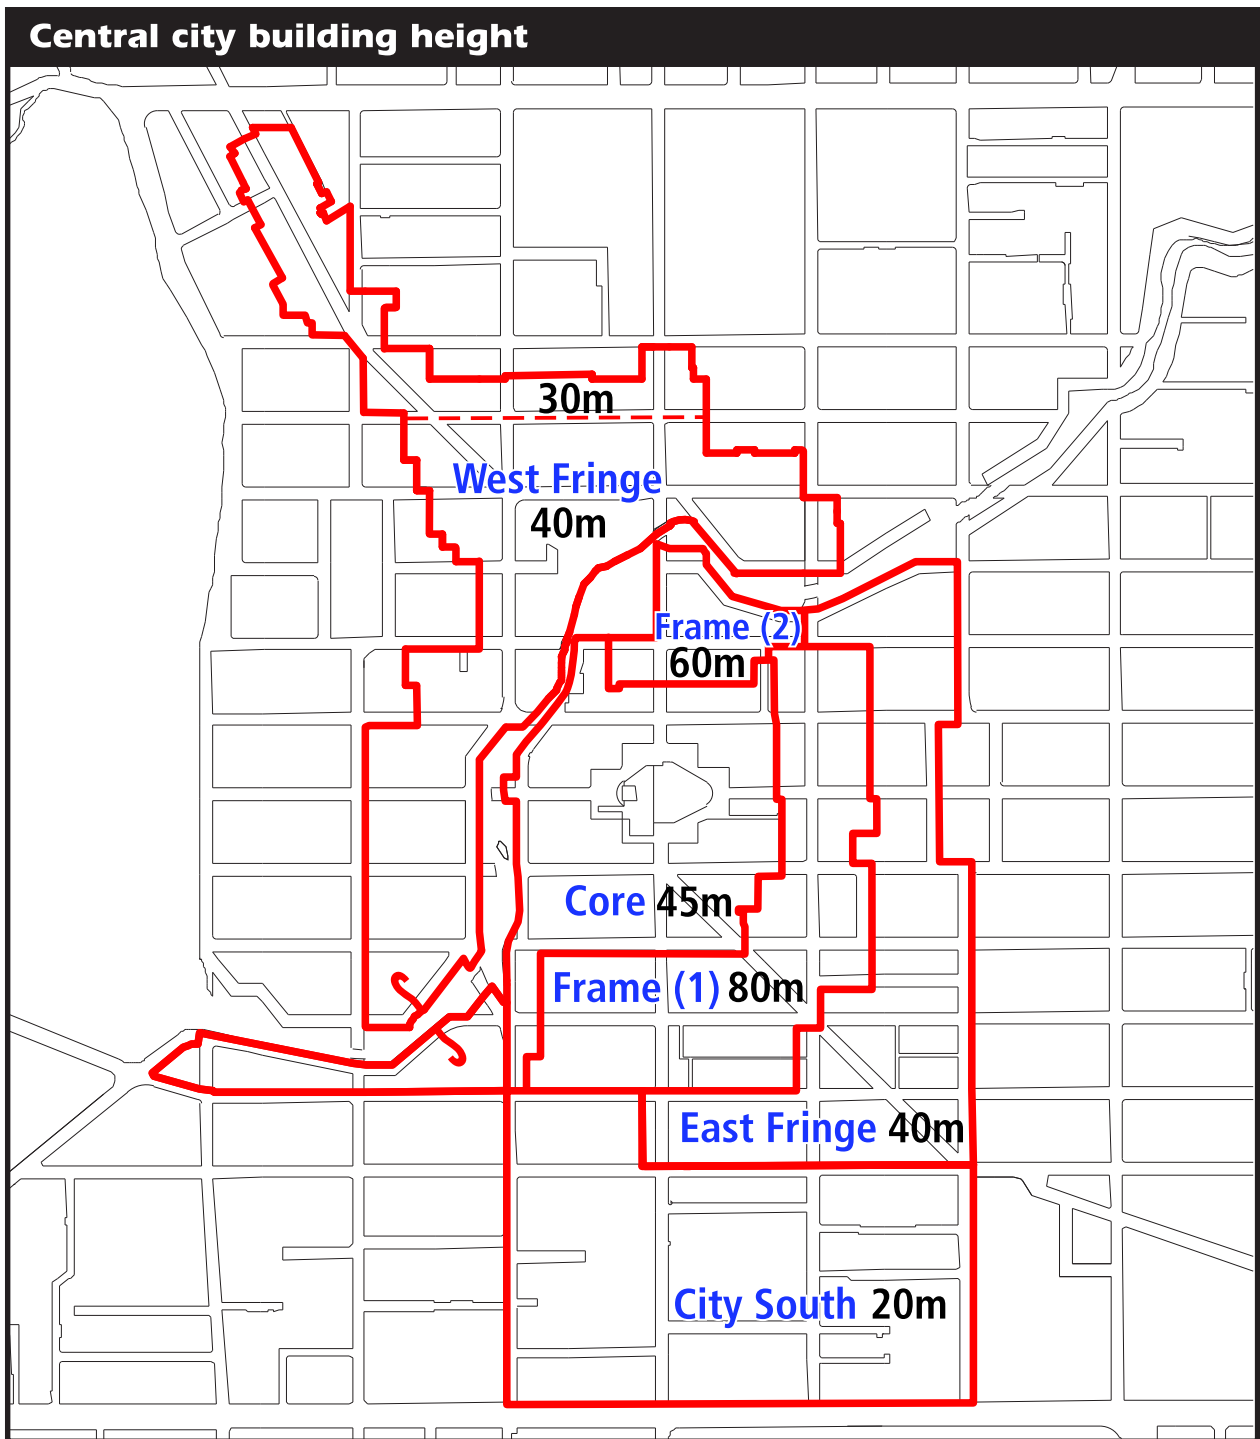 Central city building height
30m
West Fringe
40m
Frame (2)
60m
Core 45m
Frame (1) 80m
East Fringe 40m
City South 20m